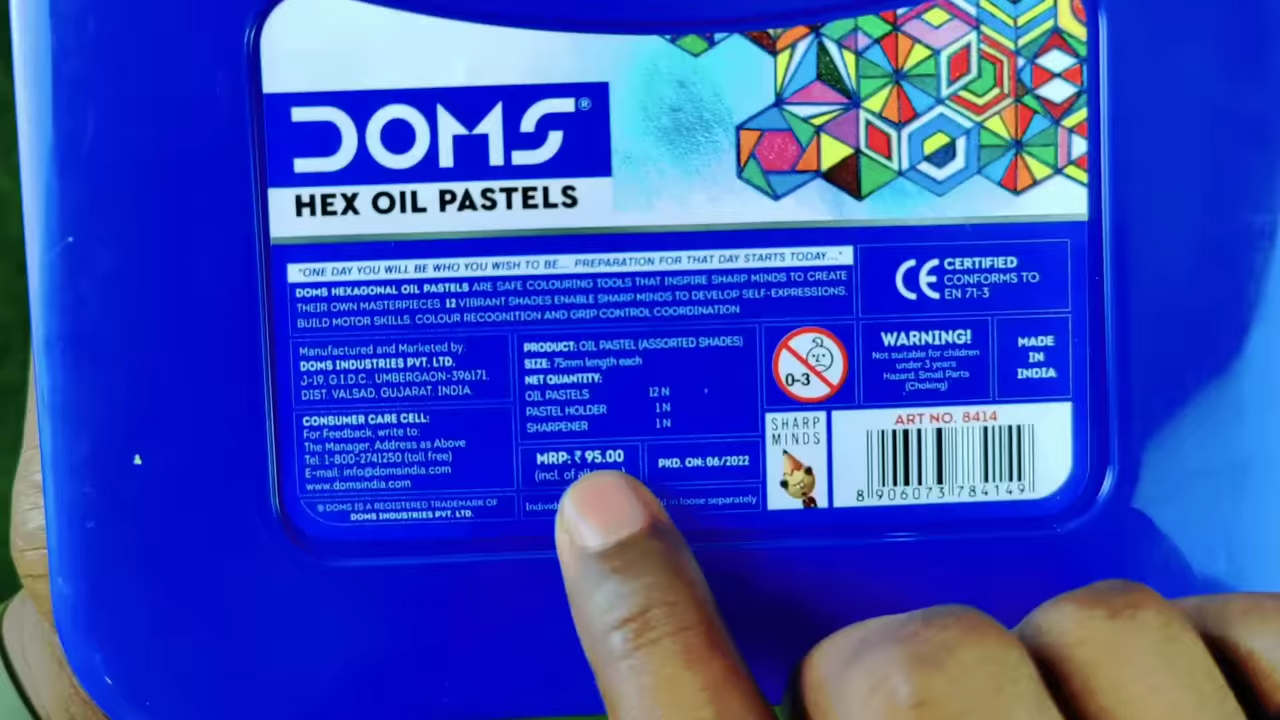 DOMS®
HEX OIL PASTELS
"ONE DAY YOU WILL BE WHO YOU WISH TO BE... PREPARATION FOR THAT DAY STARTS TODAY..."
DOMS HEXAGONAL OIL PASTELS ARE SAFE COLOURING TOOLS THAT INSPIRE SHARP MINDS TO CREATE
THEIR OWN MASTERPIECES. 12 VIBRANT SHADES ENABLE SHARP MINDS TO DEVELOP SELF-EXPRESSIONS,
BUILD MOTOR SKILLS, COLOUR RECOGNITION AND GRIP CONTROL COORDINATION
CE CERTIFIED
CONFORMS TO
EN 71-3
Manufactured and Marketed by:
DOMS INDUSTRIES PVT. LTD.
J-19, G.I.D.C., UMBERGAON-396171,
DIST. VALSAD, GUJARAT. INDIA.
CONSUMER CARE CELL:
For Feedback, write to:
The Manager, Address as Above
Tel: 1-800-2741250 (toll free)
E-mail: info@domsindia.com
www.domsindia.com
® DOMS IS A REGISTERED TRADEMARK OF
DOMS INDUSTRIES PVT. LTD.
PRODUCT: OIL PASTEL (ASSORTED SHADES)
SIZE: 75mm length each
NET QUANTITY:
OIL PASTELS 12 N
PASTEL HOLDER 1 N
SHARPENER 1 N
MRP: ₹ 95.00
(incl. of all
PKD. ON: 06/2022
in loose separately
0-3
WARNING!
Not suitable for children
under 3 years
Hazard. Small Parts
(Choking)
MADE
IN
INDIA
SHARP
MINDS
ART NO. 8414
8 906073 784149